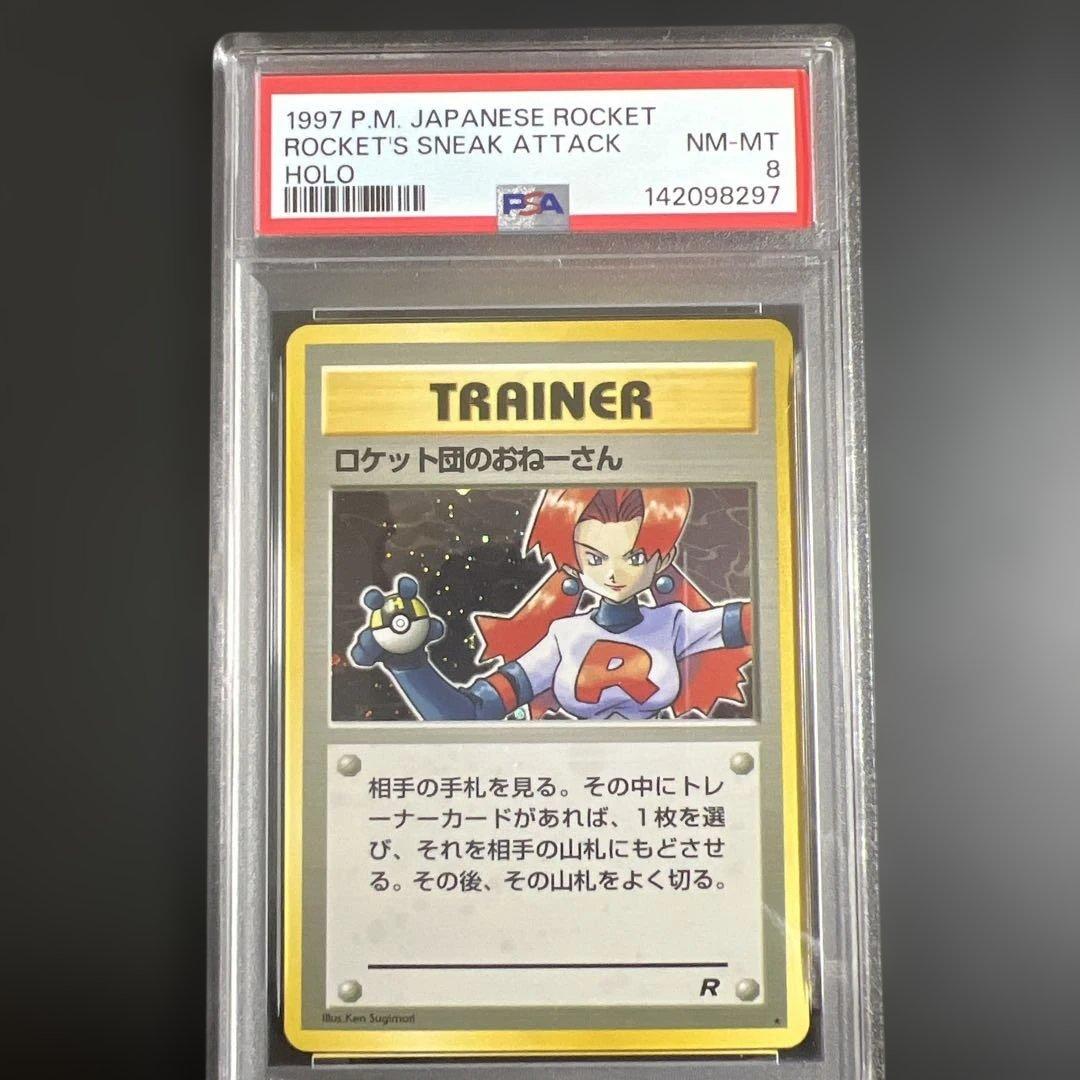 1997 P.M. JAPANESE ROCKET
ROCKET'S SNEAK ATTACK NM-MT
HOLO 8
PSA 142098297
TRAINER
ロケット団のおねーさん
H
R
相手の手札を見る。その中にトレ
ーナーカードがあれば、1枚を選
び、それを相手の山札にもどさせ
る。その後、その山札をよく切る。
R
Illus.Ken Sugimori